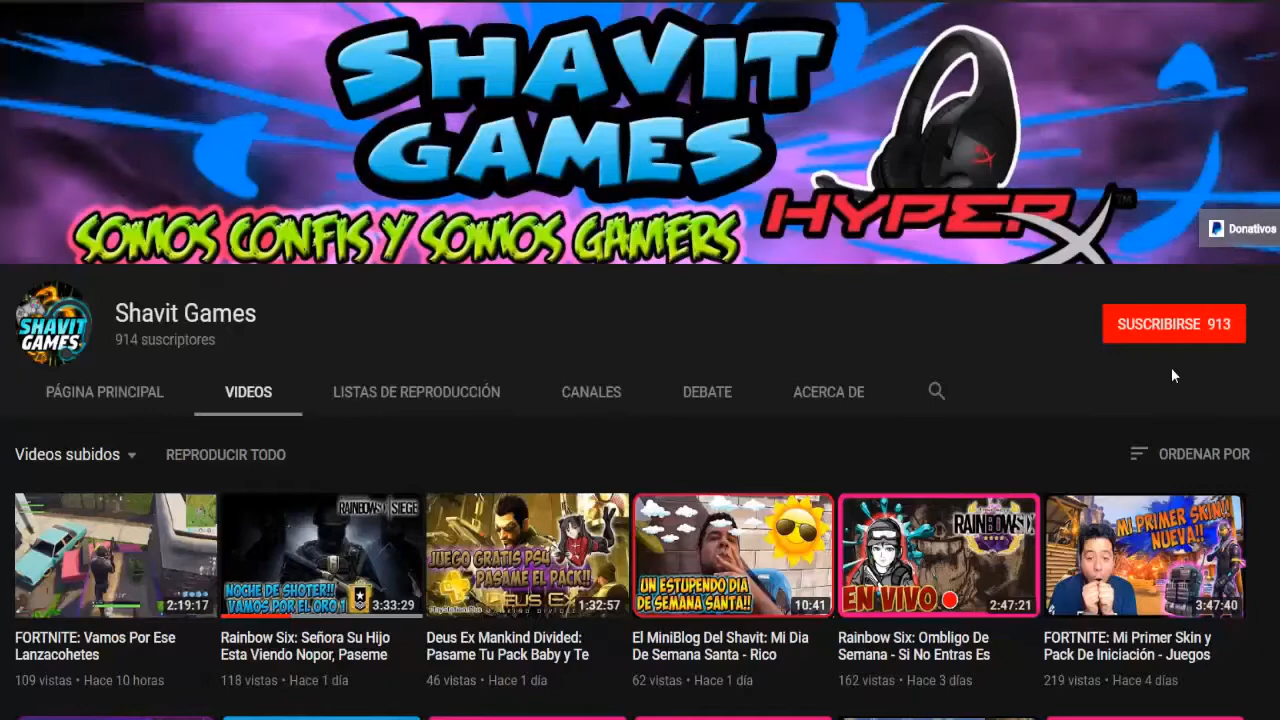 SHAVIT
GAMES
SOMOS CONFIS Y SOMOS GAMERS
HYPERX™
Donativos
SHAVIT
GAMES
Shavit Games
914 suscriptores
SUSCRIBIRSE 913
PÁGINA PRINCIPAL VIDEOS LISTAS DE REPRODUCCIÓN CANALES DEBATE ACERCA DE
Videos subidos REPRODUCIR TODO ORDENAR POR
2:19:17
RAINBOW SIX SIEGE
NOCHE DE SHOTER!!
VAMOS POR EL ORO 1
3:33:29
JUEGO GRATIS PS4
PASAME EL PACK!!
DEUS EX
1:32:57
UN ESTUPENDO DIA
DE SEMANA SANTA!!
10:41
RAINBOWSIX
EN VIVO
2:47:21
MI PRIMER SKIN!!
NUEVA!!
3:47:40
FORTNITE: Vamos Por Ese
Lanzacohetes
109 vistas • Hace 10 horas
Rainbow Six: Señora Su Hijo
Esta Viendo Nopor, Paseme
118 vistas • Hace 1 día
Deus Ex Mankind Divided:
Pasame Tu Pack Baby y Te
46 vistas • Hace 1 día
El MiniBlog Del Shavit: Mi Dia
De Semana Santa - Rico
62 vistas • Hace 1 día
Rainbow Six: Ombligo De
Semana - Si No Entras Es
162 vistas • Hace 3 días
FORTNITE: Mi Primer Skin y
Pack De Iniciación - Juegos
219 vistas • Hace 4 días